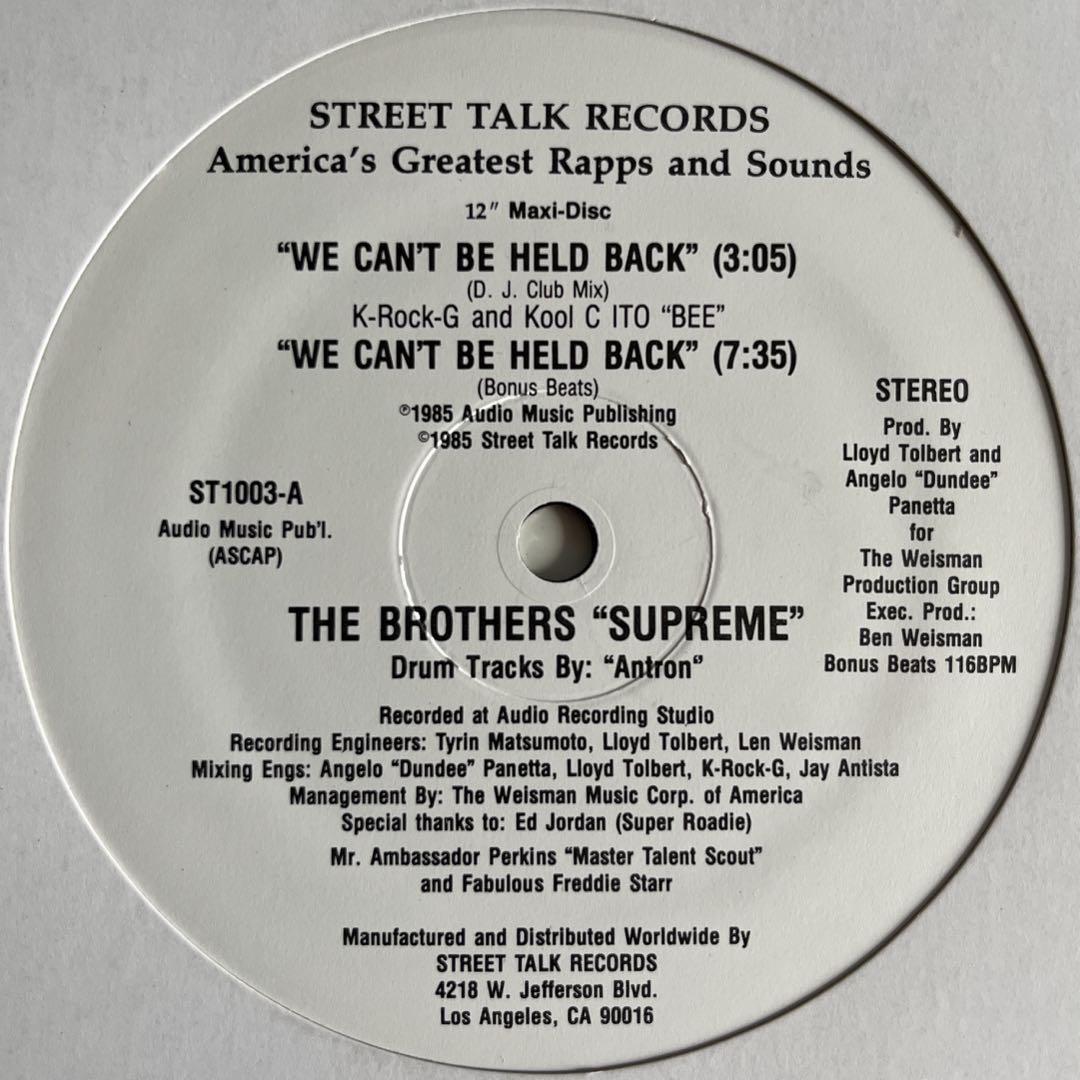 STREET TALK RECORDS
America's Greatest Rapps and Sounds
12" Maxi-Disc
"WE CAN'T BE HELD BACK" (3:05)
(D. J. Club Mix)
K-Rock-G and Kool C ITO "BEE"
"WE CAN'T BE HELD BACK" (7:35)
(Bonus Beats)
℗1985 Audio Music Publishing
©1985 Street Talk Records
ST1003-A
Audio Music Pub'l.
(ASCAP)
STEREO
Prod. By
Lloyd Tolbert and
Angelo "Dundee"
Panetta
for
The Weisman
Production Group
Exec. Prod.:
Ben Weisman
Bonus Beats 116BPM
THE BROTHERS "SUPREME"
Drum Tracks By: "Antron"
Recorded at Audio Recording Studio
Recording Engineers: Tyrin Matsumoto, Lloyd Tolbert, Len Weisman
Mixing Engs: Angelo "Dundee" Panetta, Lloyd Tolbert, K-Rock-G, Jay Antista
Management By: The Weisman Music Corp. of America
Special thanks to: Ed Jordan (Super Roadie)
Mr. Ambassador Perkins "Master Talent Scout"
and Fabulous Freddie Starr
Manufactured and Distributed Worldwide By
STREET TALK RECORDS
4218 W. Jefferson Blvd.
Los Angeles, CA 90016